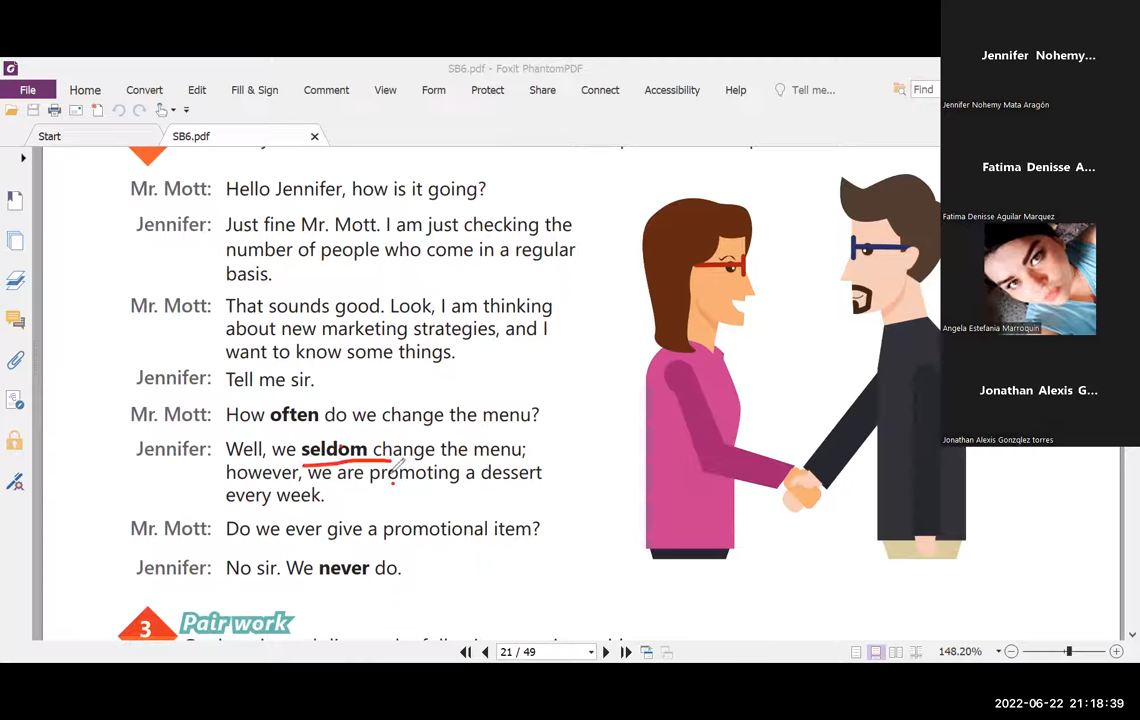 SB6.pdf - Foxit PhantomPDF
File Home Convert Edit Fill & Sign Comment View Form Protect Share Connect Accessibility Help Tell me... Find
Start SB6.pdf
Mr. Mott: Hello Jennifer, how is it going?
Jennifer: Just fine Mr. Mott. I am just checking the
number of people who come in a regular
basis.
Mr. Mott: That sounds good. Look, I am thinking
about new marketing strategies, and I
want to know some things.
Jennifer: Tell me sir.
Mr. Mott: How often do we change the menu?
Jennifer: Well, we seldom change the menu;
however, we are promoting a dessert
every week.
Mr. Mott: Do we ever give a promotional item?
Jennifer: No sir. We never do.
3 Pair work
21 / 49
148.20%
Jennifer Nohemy...
Jennifer Nohemy Mata Aragón
Fatima Denisse A...
Fatima Denisse Aguilar Marquez
Angela Estefania Marroquin
Jonathan Alexis G...
Jonathan Alexis Gonzqlez torres
2022-06-22 21:18:39